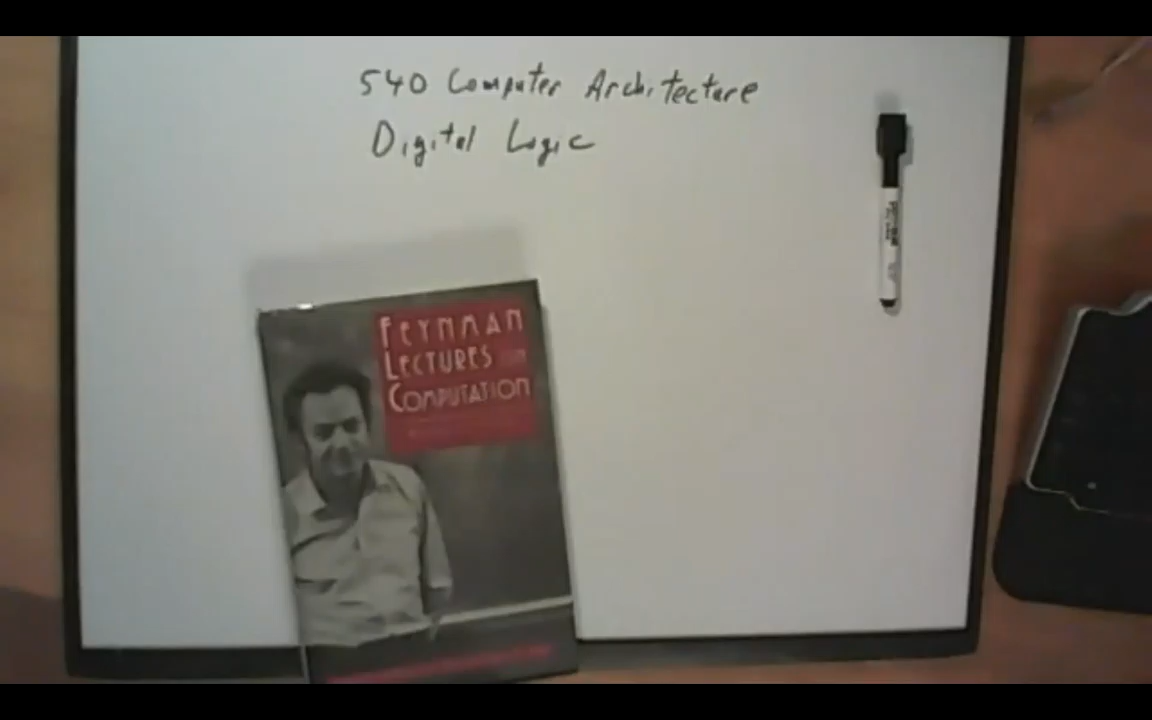 540 Computer Architecture
Digital Logic
FEYNMAN
LECTURES ON
COMPUTATION